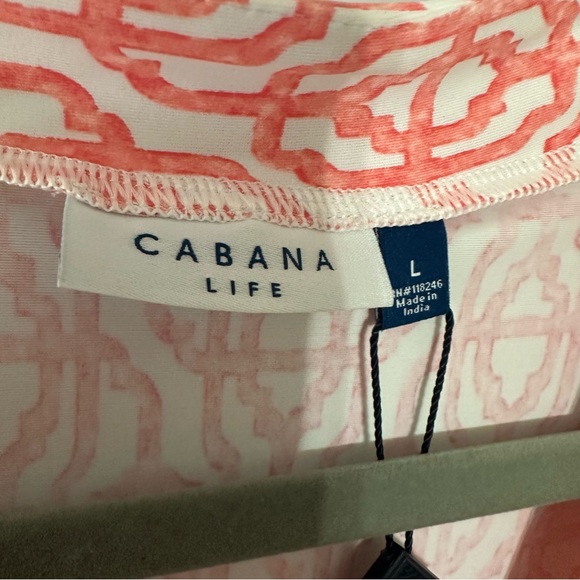 CABANA
LIFE
L
RN#118246
Made in
India